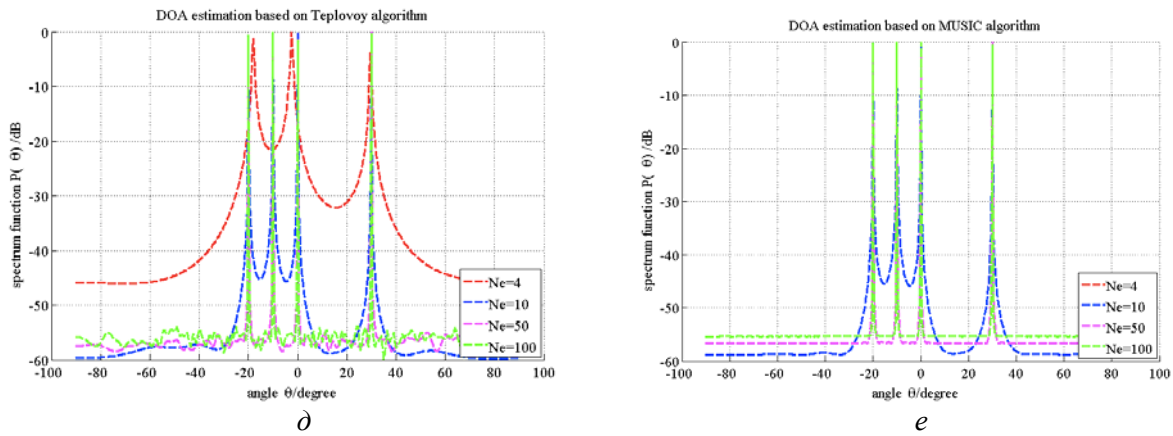 DOA estimation based on Teplovoy algorithm
spectrum function P( θ) /dB
0
-10
-20
-30
-40
-50
-60
-100 -80 -60 -40 -20 0 20 40 60 80 100
angle θ/degree
Ne=4
Ne=10
Ne=50
Ne=100
д
DOA estimation based on MUSIC algorithm
spectrum function P( θ) /dB
0
-10
-20
-30
-40
-50
-60
-100 -80 -60 -40 -20 0 20 40 60 80 100
angle θ/degree
Ne=4
Ne=10
Ne=50
Ne=100
е